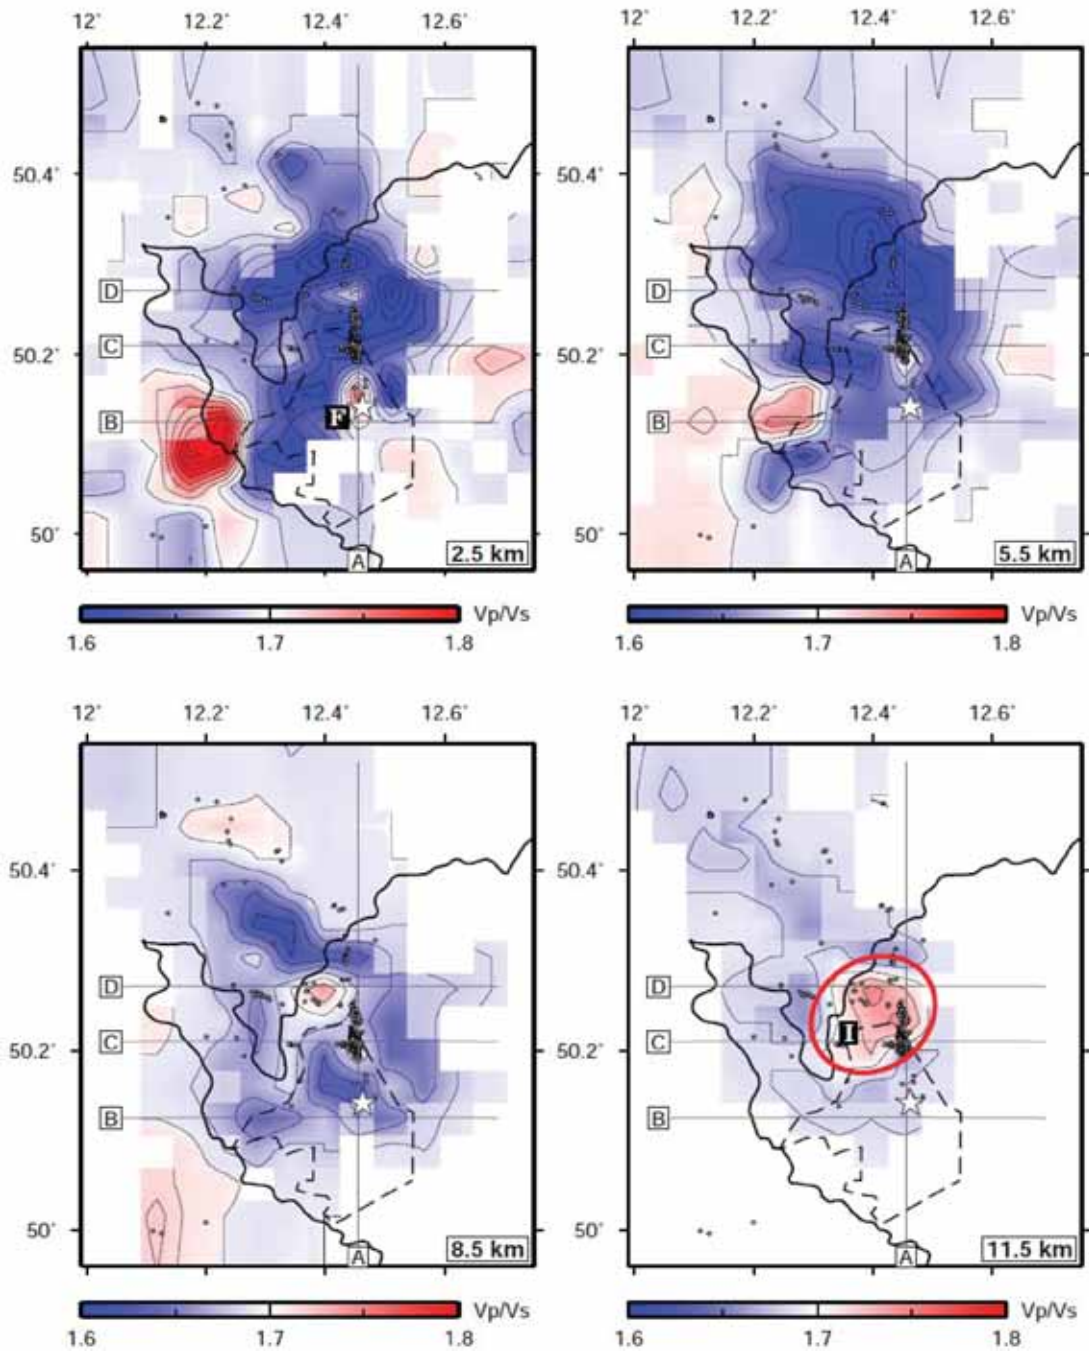 12° 12.2° 12.4° 12.6° 12° 12.2° 12.4° 12.6°
50.4° 50.4°
D D
C C
B F B
50° 50.2° 50° 50.2°
2.5 km 5.5 km
A A
Vp/Vs Vp/Vs
1.6 1.7 1.8 1.6 1.7 1.8
12° 12.2° 12.4° 12.6° 12° 12.2° 12.4° 12.6°
50.4° 50.4°
D D
C I C
50.2° 50.2°
B B
50° 50°
8.5 km 11.5 km
A A
Vp/Vs Vp/Vs
1.6 1.7 1.8 1.6 1.7 1.8